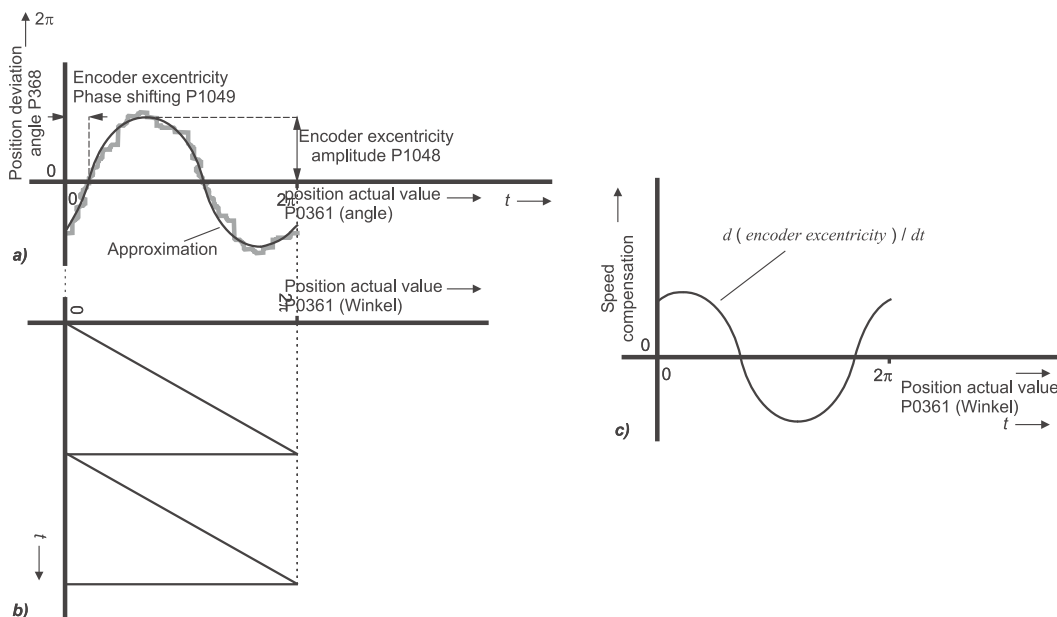 2π
Position deviation
angle P368
Encoder excentricity
Phase shifting P1049
Encoder excentricity
amplitude P1048
0
0
2π
position actual value
P0361 (angle)
t
Approximation
a)
0
2π
Position actual value
P0361 (Winkel)
t
b)
Speed
compensation
d ( encoder excentricity ) / dt
0
0
2π
Position actual value
P0361 (Winkel)
t
c)